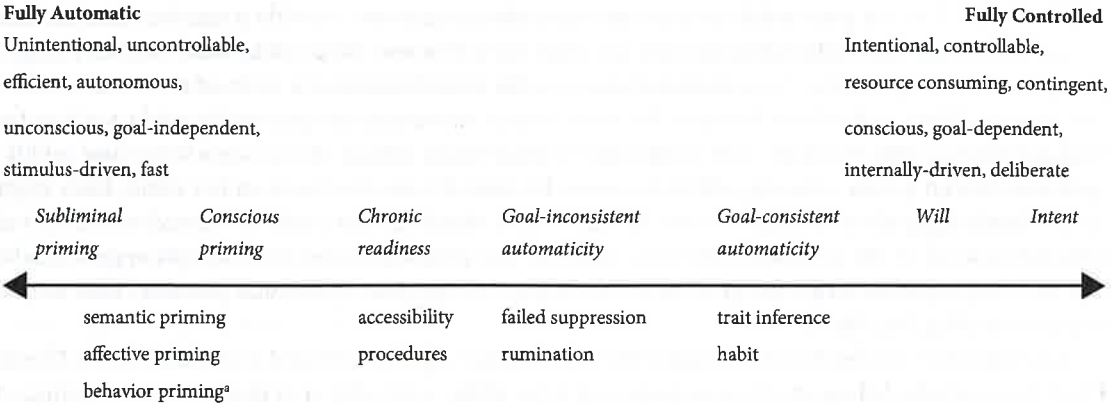 Fully Automatic
Unintentional, uncontrollable,
efficient, autonomous,
unconscious, goal-independent,
stimulus-driven, fast
Fully Controlled
Intentional, controllable,
resource consuming, contingent,
conscious, goal-dependent,
internally-driven, deliberate
Subliminal
priming
Conscious
priming
Chronic
readiness
Goal-inconsistent
automaticity
Goal-consistent
automaticity
Will
Intent
semantic priming
affective priming
behavior primingᵃ
accessibility
procedures
failed suppression
rumination
trait inference
habit